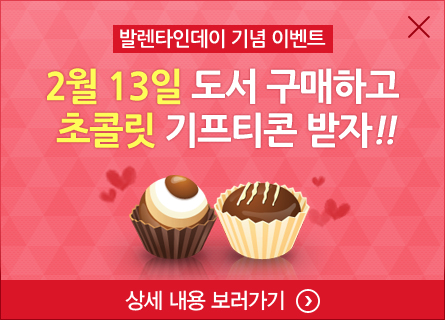 발렌타인데이 기념 이벤트
2월 13일 도서 구매하고
초콜릿 기프티콘 받자!!
상세 내용 보러가기